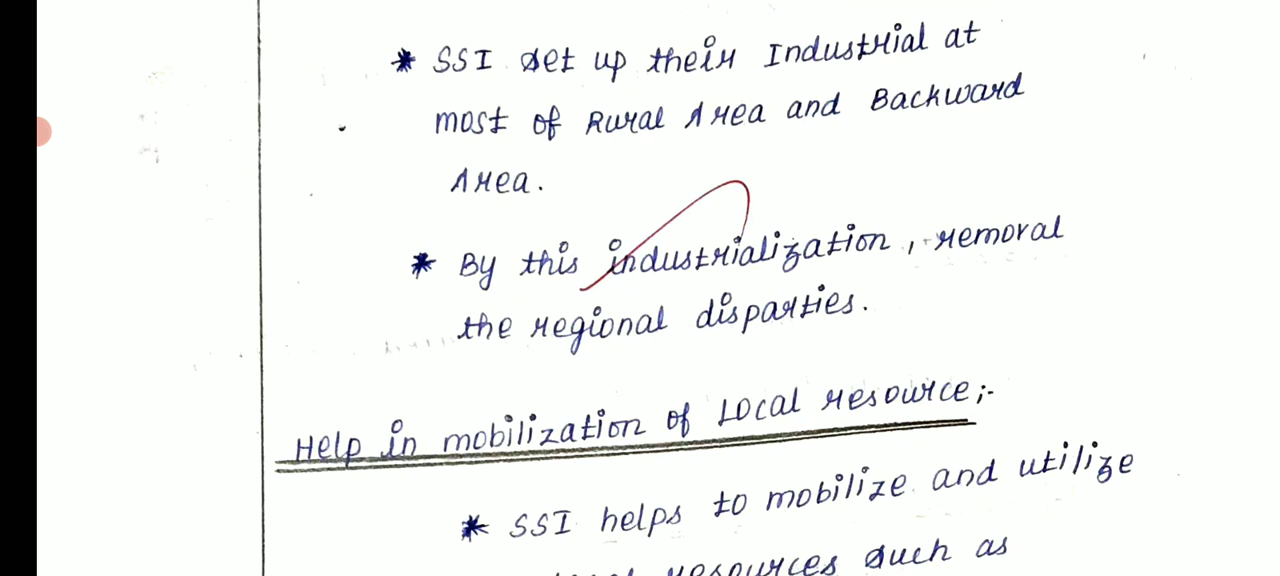 * SSI set up their Industrial at
most of Rural Area and Backward
Area.
* By this industrialization, removal
the regional disparties.
Help in mobilization of Local resource;-
* SSI helps to mobilize and utilize
resources such as